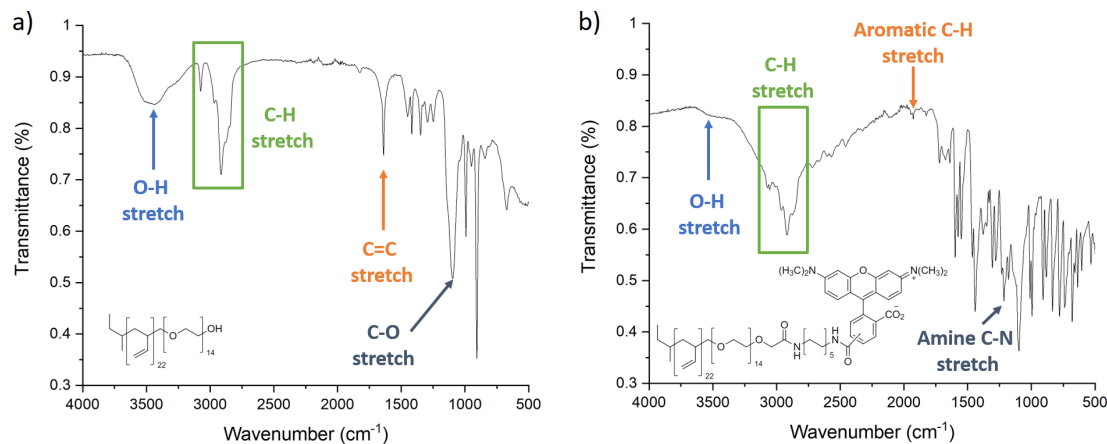 a)
1
0.9
0.8
0.7
0.6
0.5
0.4
0.3
Transmittance (%)
4000
3500
3000
2500
2000
1500
1000
500
Wavenumber (cm⁻¹)
O-H
stretch
C-H
stretch
C=C
stretch
C-O
stretch
22
O
14
OH
b)
1
0.9
0.8
0.7
0.6
0.5
0.4
0.3
Transmittance (%)
4000
3500
3000
2500
2000
1500
1000
500
Wavenumber (cm⁻¹)
O-H
stretch
C-H
stretch
Aromatic C-H
stretch
Amine C-N
stretch
(H₃C)₂N
O
N(CH₃)₂
+
CO₂
−
22
O
14
O
O
N
H
5
H
N
O